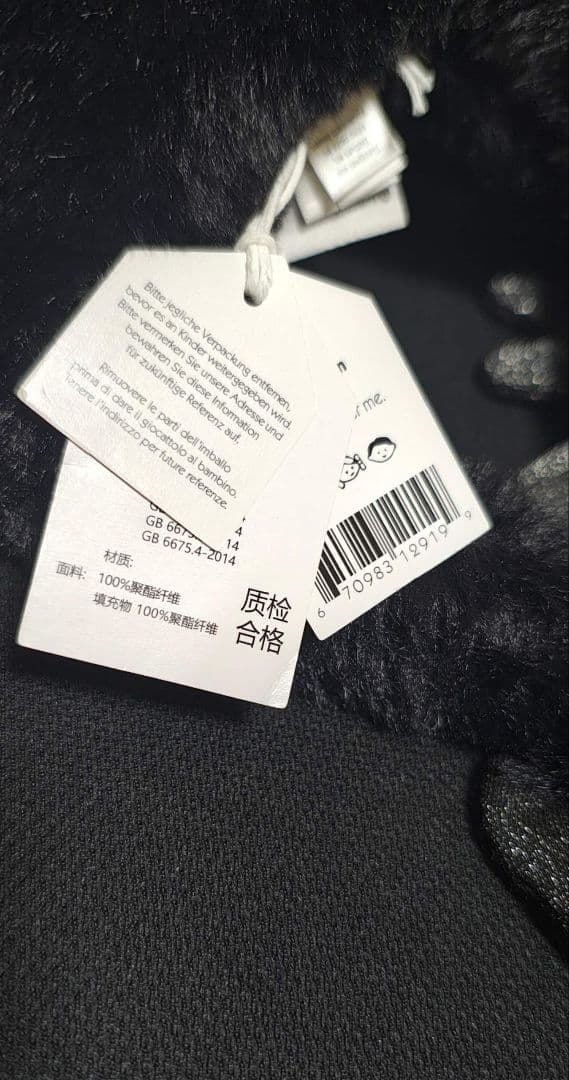 Bitte jegliche Verpackung entfernen,
bevor es an Kinder weitergegeben wird.
Bitte vermerken Sie unsere Adresse und
bewahren Sie diese Information
für zukünftige Referenz auf.
Rimuovere le parti dell'imballo
prima di dare il giocattolo al bambino.
Tenere l'indirizzo per future referenze.
me.
6 70983 12919 9
GB 6675.4-2014
材质:
面料: 100%聚酯纤维
填充物 100%聚酯纤维
质检
合格